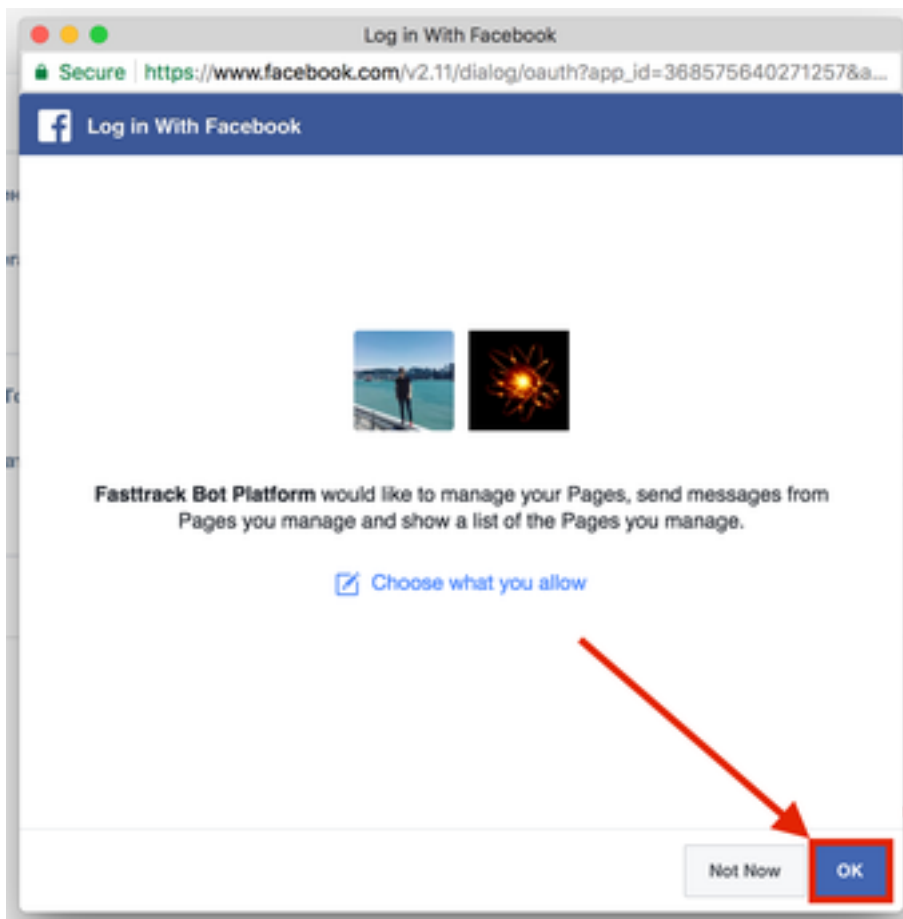 Log in With Facebook
Secure https://www.facebook.com/v2.11/dialog/oauth?app_id=368575640271257&a...
f Log in With Facebook
Fasttrack Bot Platform would like to manage your Pages, send messages from
Pages you manage and show a list of the Pages you manage.
Choose what you allow
Not Now OK